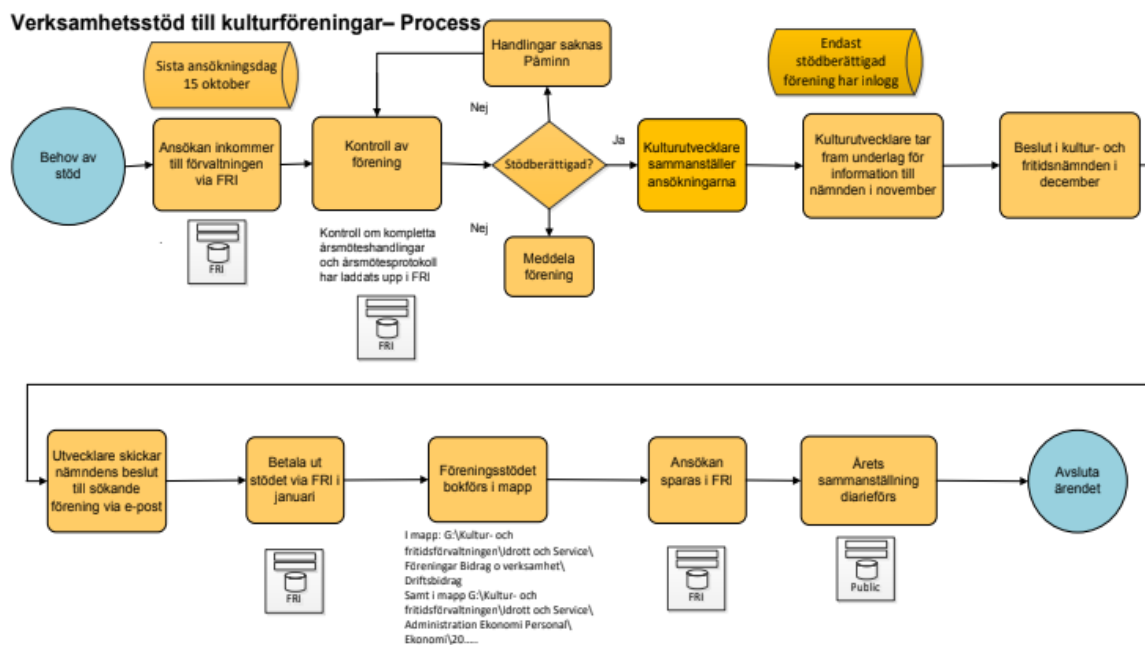 Verksamhetsstöd till kulturföreningar– Process
Sista ansökningsdag
15 oktober
Handlingar saknas
Påminn
Endast
stödberättigad
förening har inlogg
Behov av
stöd
Ansökan inkommer
till förvaltningen
via FRI
FRI
Kontroll av
förening
Kontroll om kompletta
årsmöteshandlingar
och årsmötesprotokoll
har laddats upp i FRI
FRI
Nej
Stödberättigad?
Ja
Nej
Meddela
förening
Kulturutvecklare
sammanställer
ansökningarna
Kulturutvecklare tar
fram underlag för
information till
nämnden i november
Beslut i kultur- och
fritidsnämnden i
december
Utvecklare skickar
nämndens beslut
till sökande
förening via e-post
Betala ut
stödet via FRI i
januari
FRI
Föreningsstödet
bokförs i mapp
I mapp: G:\Kultur- och
fritidsförvaltningen\Idrott och Service\
Föreningar Bidrag o verksamhet\
Driftsbidrag
Samt i mapp G:\Kultur- och
fritidsförvaltningen\Idrott och Service\
Administration Ekonomi Personal\
Ekonomi\20......
Ansökan
sparas i FRI
FRI
Årets
sammanställning
diarieförs
Public
Avsluta
ärendet